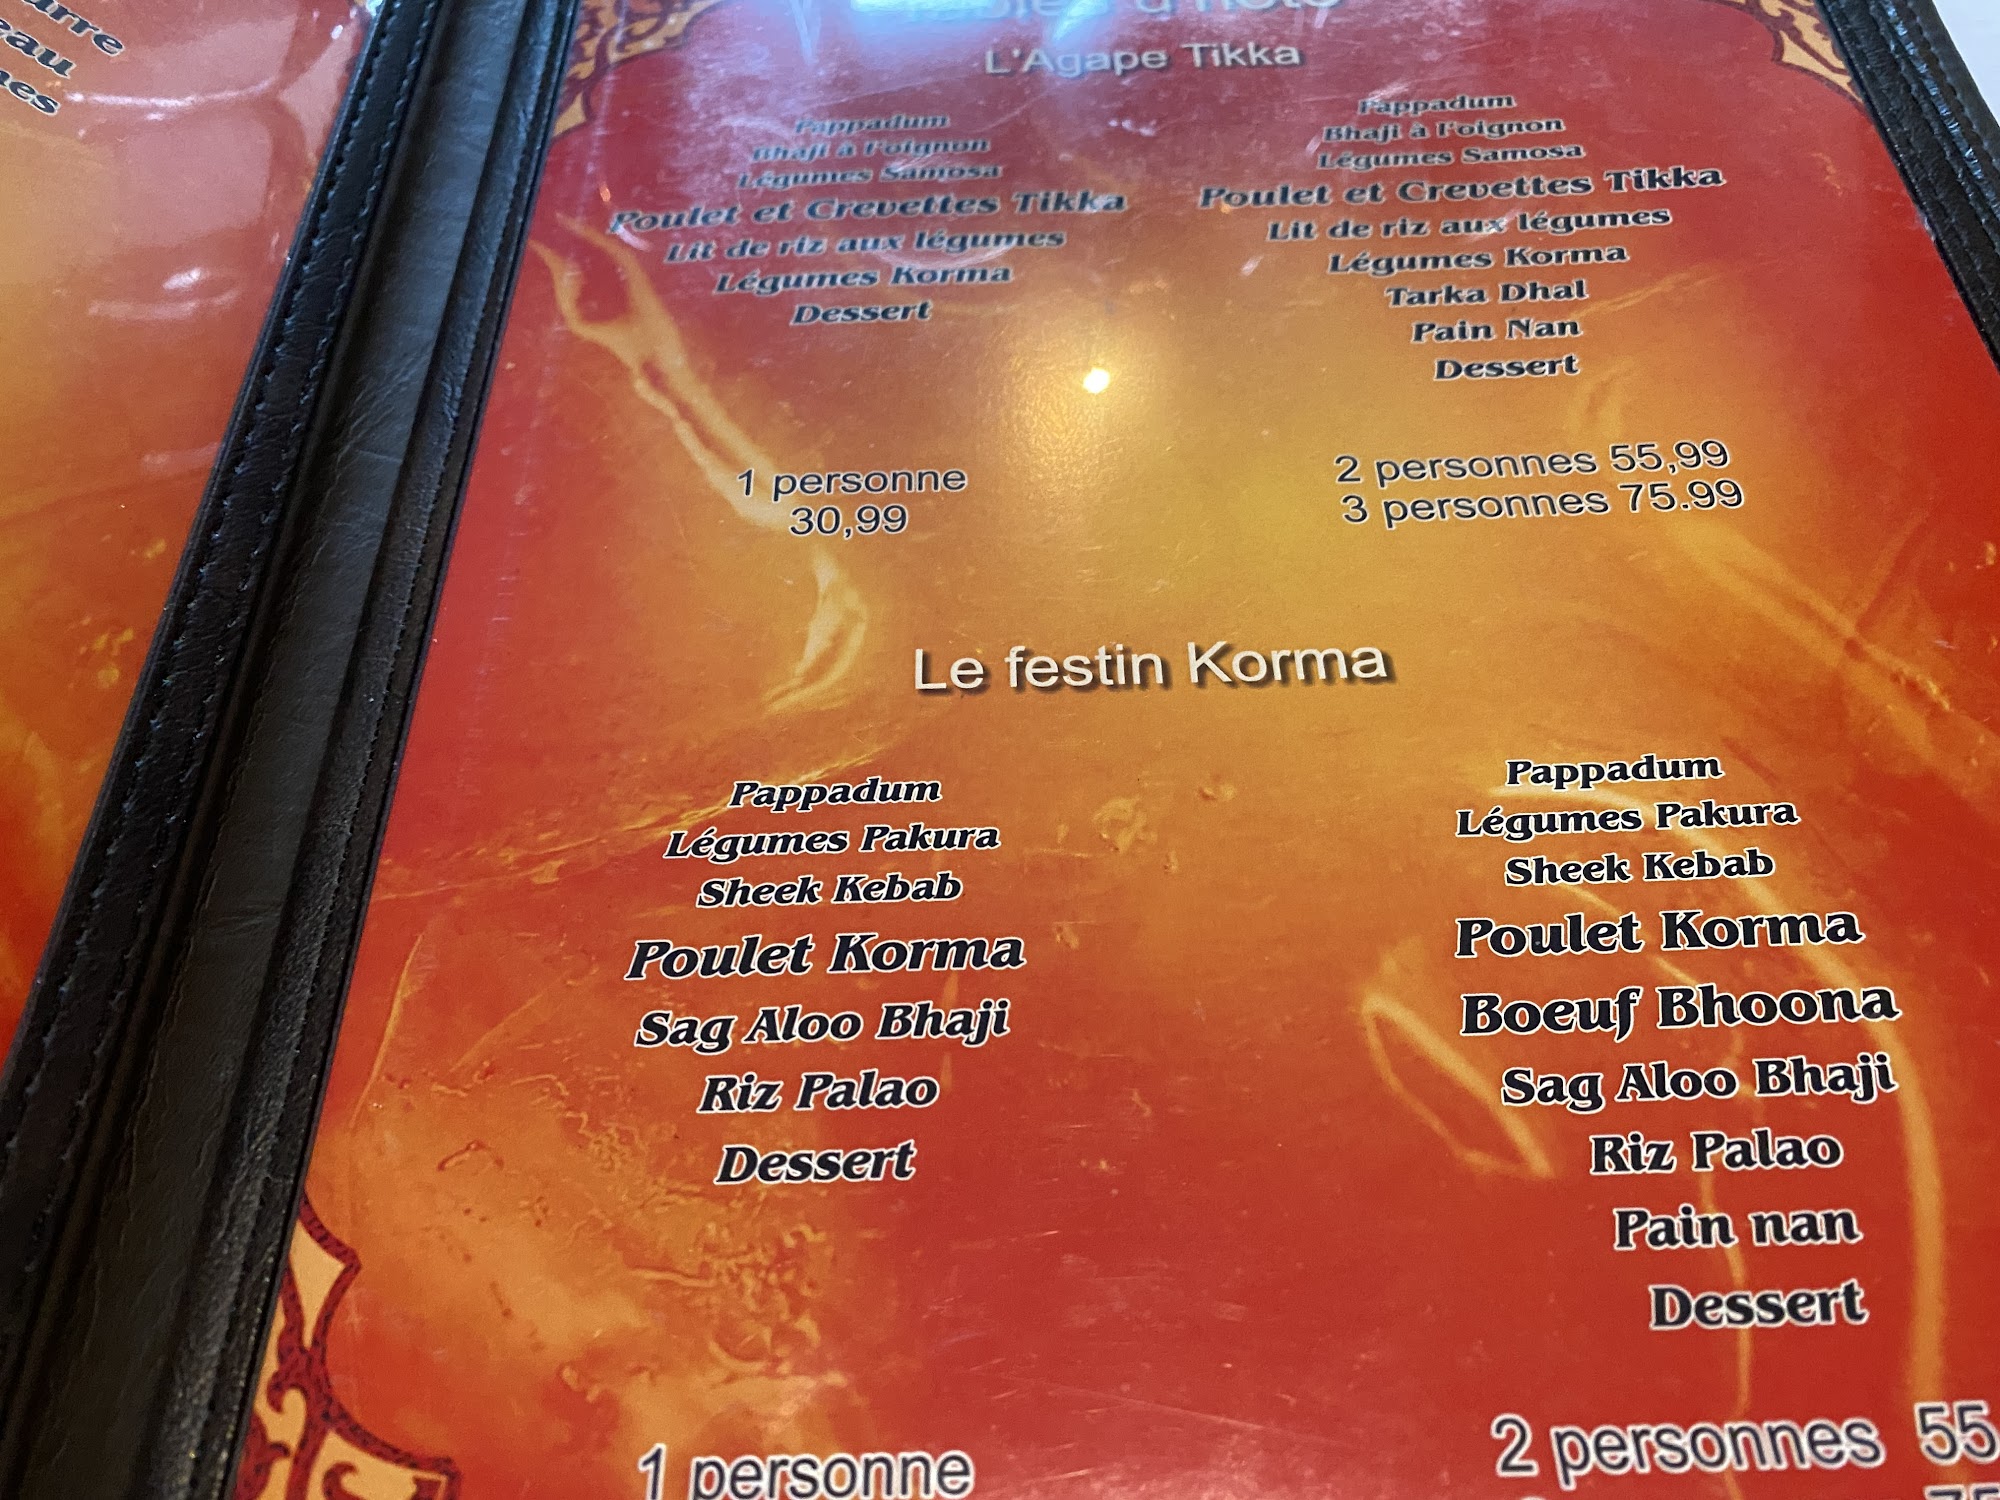 L'Agape Tikka
Pappadum
Bhaji à l'oignon
Légumes Samosa
Poulet et Crevettes Tikka
Lit de riz aux légumes
Légumes Korma
Dessert
1 personne
30,99
Pappadum
Bhaji à l'oignon
Légumes Samosa
Poulet et Crevettes Tikka
Lit de riz aux légumes
Légumes Korma
Tarka Dhal
Pain Nan
Dessert
2 personnes 55,99
3 personnes 75.99
Le festin Korma
Pappadum
Légumes Pakura
Sheek Kebab
Poulet Korma
Sag Aloo Bhaji
Riz Palao
Dessert
1 personne
Pappadum
Légumes Pakura
Sheek Kebab
Poulet Korma
Boeuf Bhoona
Sag Aloo Bhaji
Riz Palao
Pain nan
Dessert
2 personnes 55